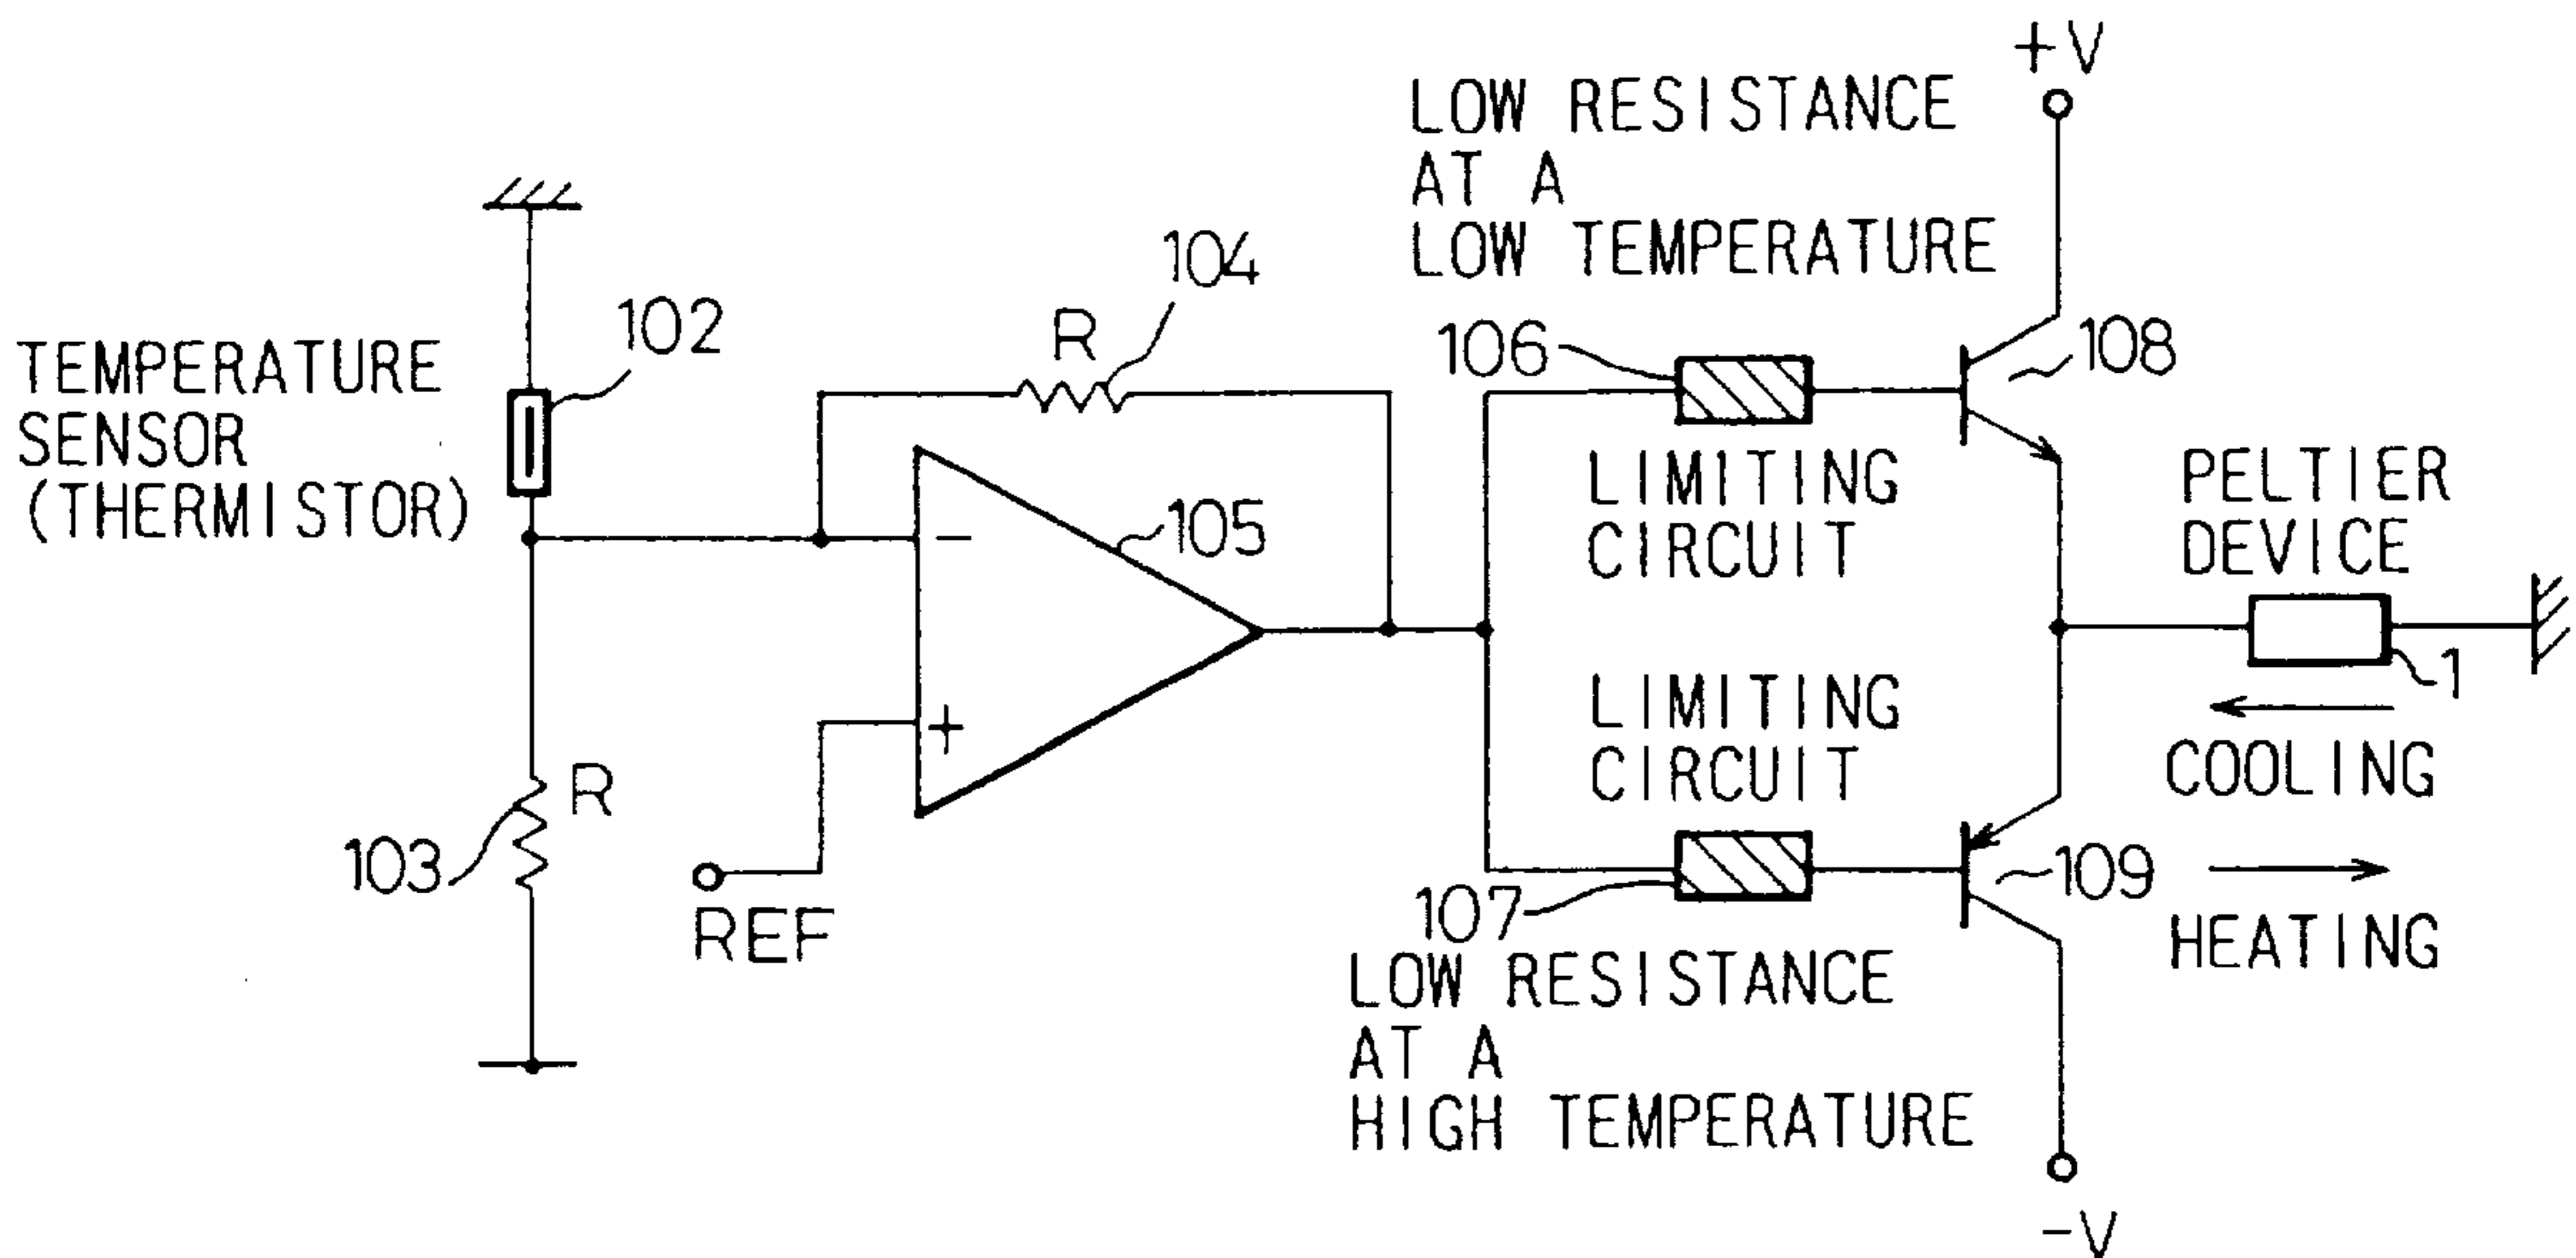 +V
LOW RESISTANCE
AT A
LOW TEMPERATURE
104
R
102
TEMPERATURE
SENSOR
(THERMISTOR)
106
108
LIMITING
CIRCUIT
PELTIER
DEVICE
105
-
+
1
LIMITING
CIRCUIT
COOLING
R
103
REF
107
109
HEATING
LOW RESISTANCE
AT A
HIGH TEMPERATURE
-V